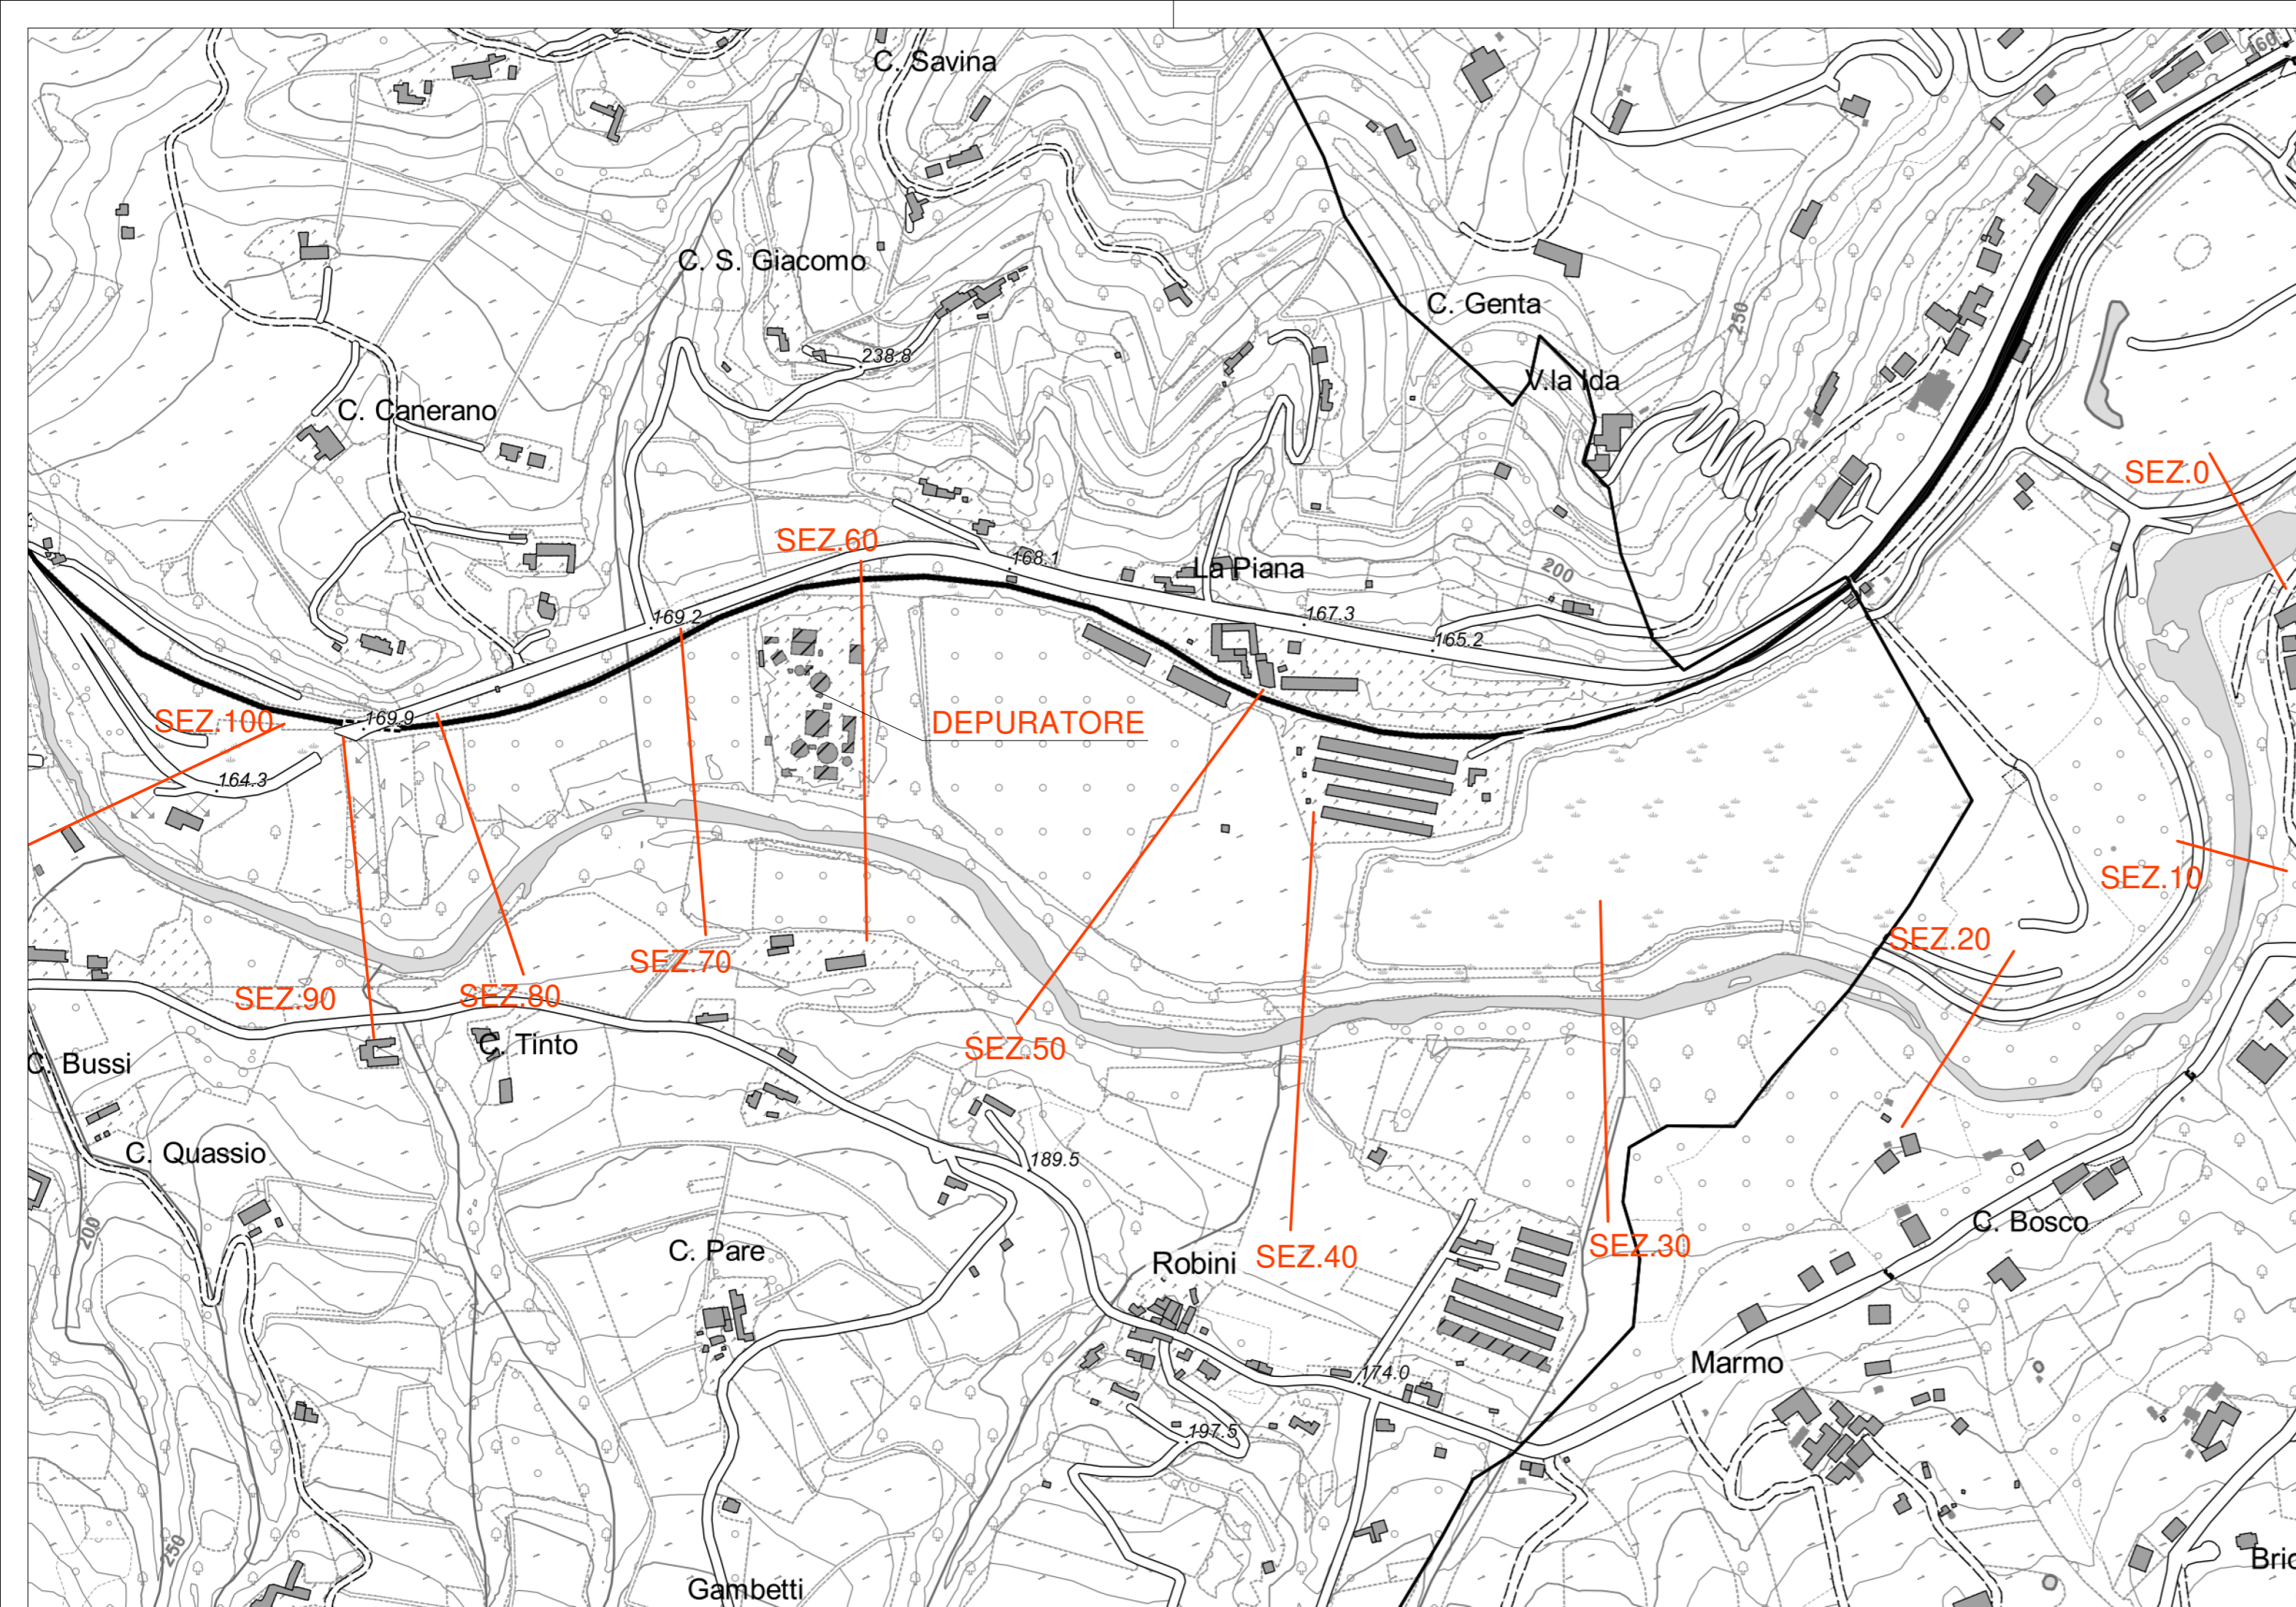 160
C. Savina
C. S. Giacomo
C. Genta
250
238.8
V.la Ida
C. Canerano
SEZ.0
SEZ.60
168.1
La Piana
200
169.2
167.3
165.2
SEZ.100
169.9
DEPURATORE
164.3
SEZ.10
SEZ.20
SEZ.70
SEZ.90
SEZ.80
C. Tinto
SEZ.50
C. Bussi
C. Quassio
189.5
200
C. Pare
Robini
SEZ.40
SEZ.30
C. Bosco
Marmo
174.0
197.5
250
Gambetti